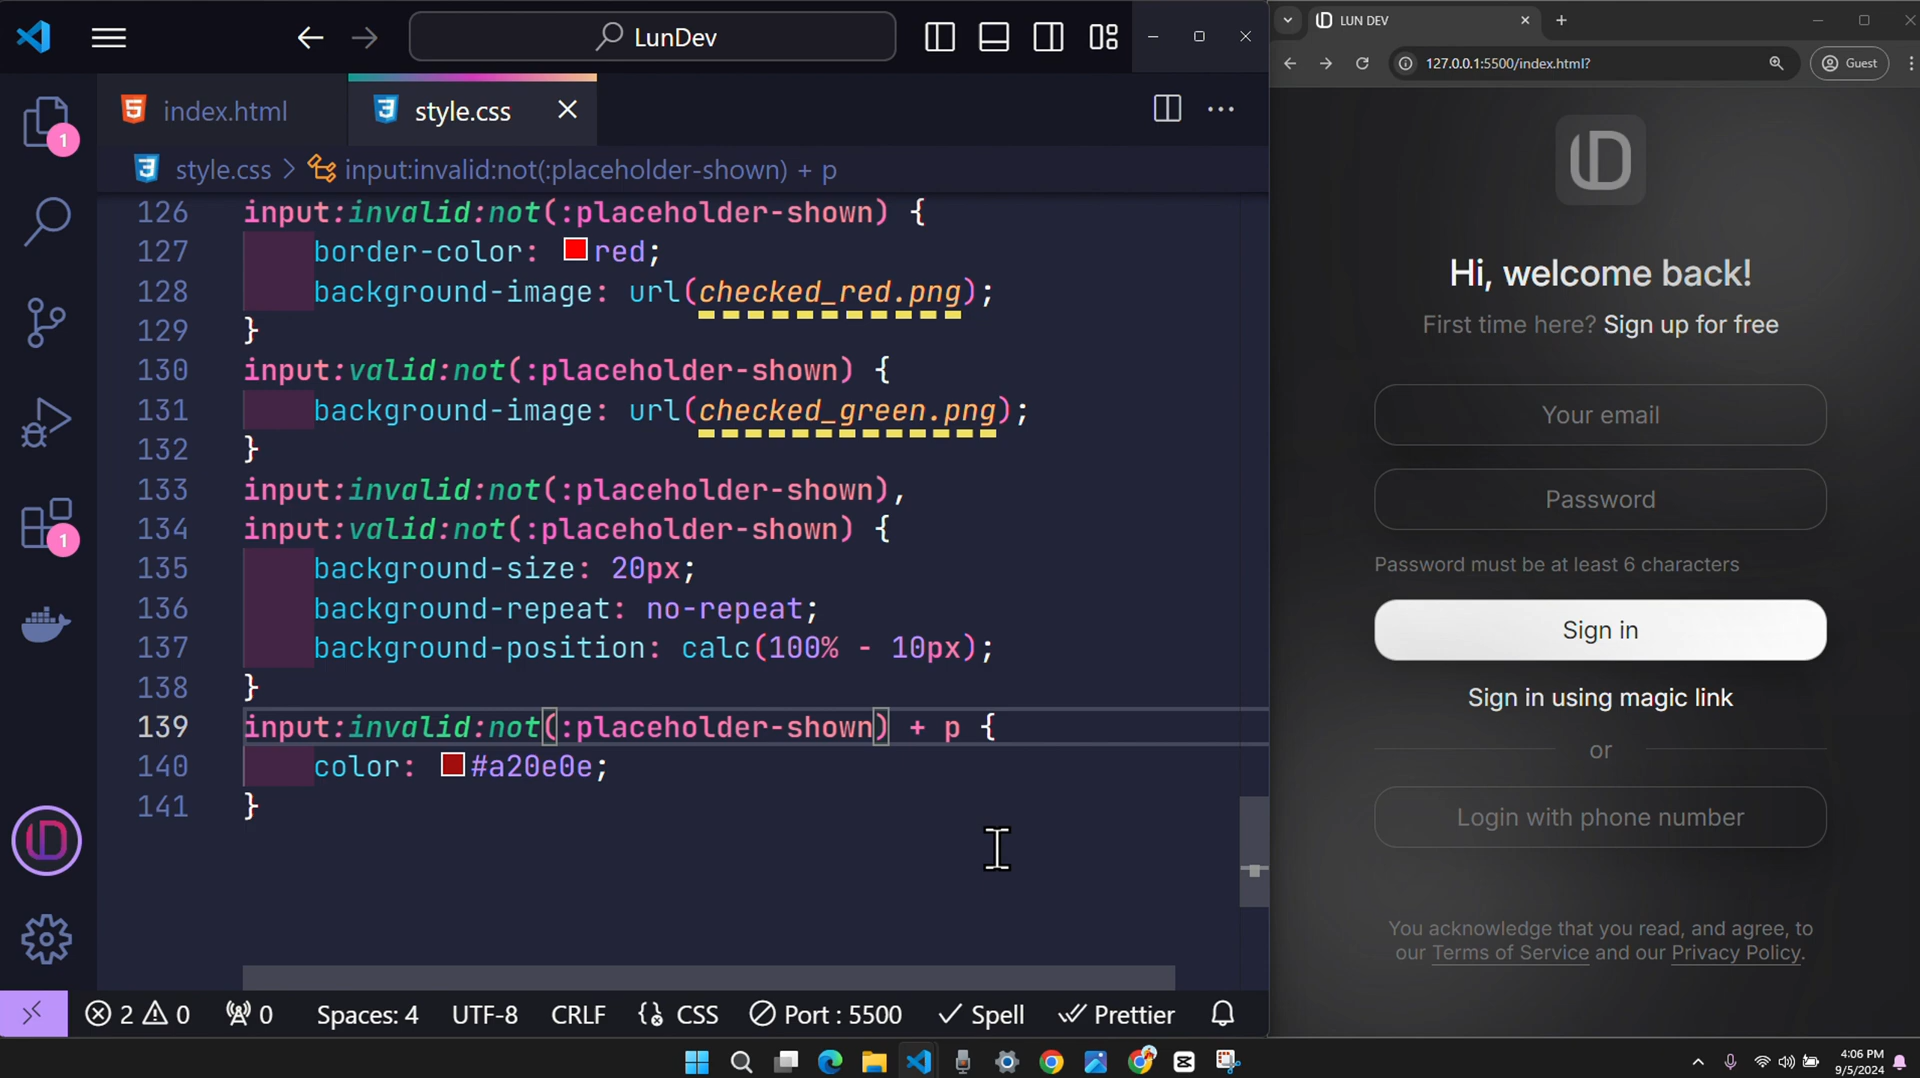 LunDev
index.html
style.css
style.css > input:invalid:not(:placeholder-shown) + p
126 input:invalid:not(:placeholder-shown) {
127 border-color: red;
128 background-image: url(checked_red.png);
129 }
130 input:valid:not(:placeholder-shown) {
131 background-image: url(checked_green.png);
132 }
133 input:invalid:not(:placeholder-shown),
134 input:valid:not(:placeholder-shown) {
135 background-size: 20px;
136 background-repeat: no-repeat;
137 background-position: calc(100% - 10px);
138 }
139 input:invalid:not(:placeholder-shown) + p {
140 color: #a20e0e;
141 }
1
1
2 0 0 Spaces: 4 UTF-8 CRLF CSS Port : 5500 Spell Prettier
LUN DEV
127.0.0.1:5500/index.html?
Guest
Hi, welcome back!
First time here? Sign up for free
Your email
Password
Password must be at least 6 characters
Sign in
Sign in using magic link
or
Login with phone number
You acknowledge that you read, and agree, to
our Terms of Service and our Privacy Policy.
4:06 PM
9/5/2024